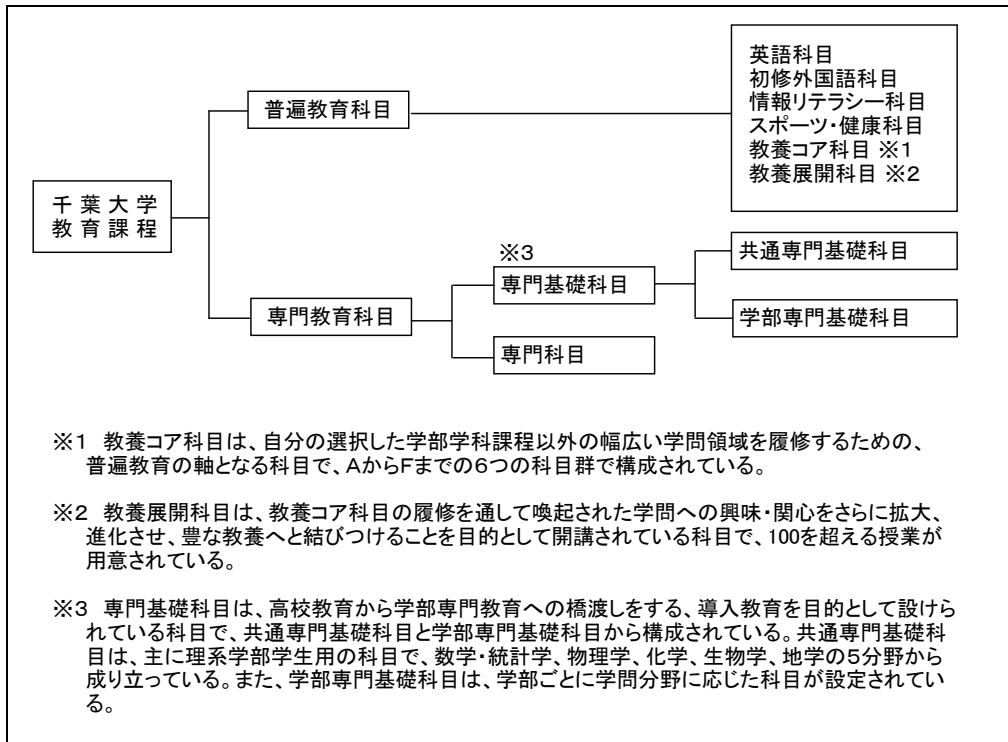 英語科目
初修外国語科目
情報リテラシー科目
スポーツ・健康科目
教養コア科目 ※1
教養展開科目 ※2
普遍教育科目
千 葉 大 学
教 育 課 程
※3
専門基礎科目
共通専門基礎科目
学部専門基礎科目
専門教育科目
専門科目
※1 教養コア科目は、自分の選択した学部学科課程以外の幅広い学問領域を履修するための、
普遍教育の軸となる科目で、AからFまでの6つの科目群で構成されている。
※2 教養展開科目は、教養コア科目の履修を通して喚起された学問への興味・関心をさらに拡大、
進化させ、豊な教養へと結びつけることを目的として開講されている科目で、100を超える授業が
用意されている。
※3 専門基礎科目は、高校教育から学部専門教育への橋渡しをする、導入教育を目的として設けら
れている科目で、共通専門基礎科目と学部専門基礎科目から構成されている。共通専門基礎科
目は、主に理系学部学生用の科目で、数学・統計学、物理学、化学、生物学、地学の5分野から
成り立っている。また、学部専門基礎科目は、学部ごとに学問分野に応じた科目が設定されてい
る。